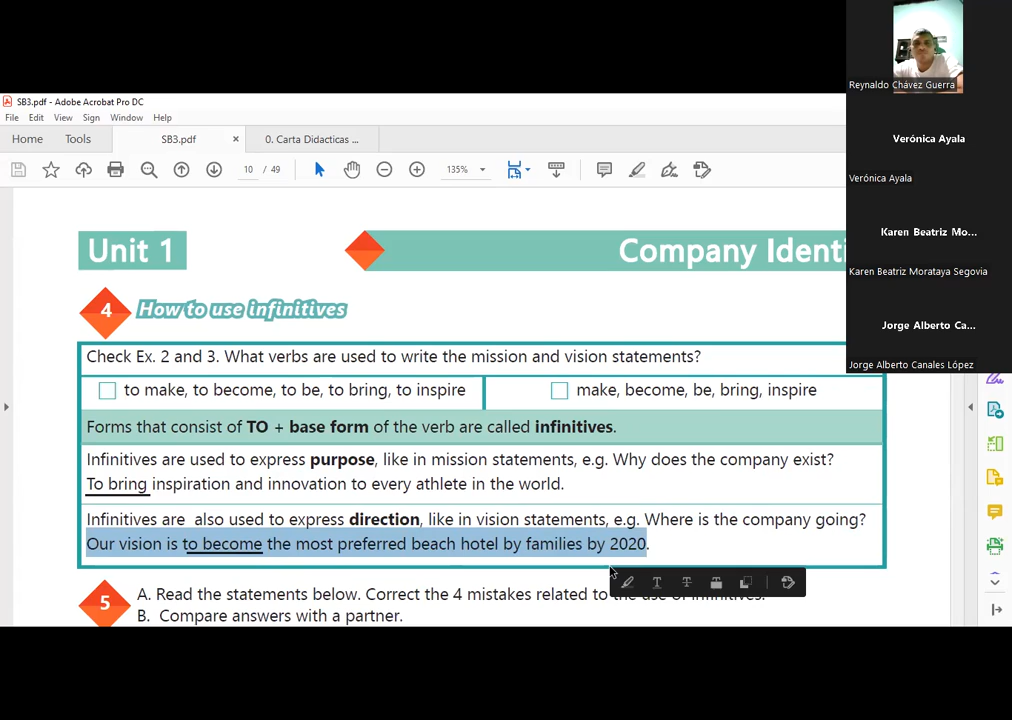 SB3.pdf - Adobe Acrobat Pro DC
File Edit View Sign Window Help
Home Tools SB3.pdf × 0. Carta Didacticas ...
10 / 49 135%
Unit 1 Company Identi
4 How to use infinitives
Check Ex. 2 and 3. What verbs are used to write the mission and vision statements?
to make, to become, to be, to bring, to inspire make, become, be, bring, inspire
Forms that consist of TO + base form of the verb are called infinitives.
Infinitives are used to express purpose, like in mission statements, e.g. Why does the company exist?
To bring inspiration and innovation to every athlete in the world.
Infinitives are also used to express direction, like in vision statements, e.g. Where is the company going?
Our vision is to become the most preferred beach hotel by families by 2020.
5 A. Read the statements below. Correct the 4 mistakes related to the use of infinitives.
B. Compare answers with a partner.
Reynaldo Chávez Guerra
Verónica Ayala
Verónica Ayala
Karen Beatriz Mo...
Karen Beatriz Morataya Segovia
Jorge Alberto Ca...
Jorge Alberto Canales López